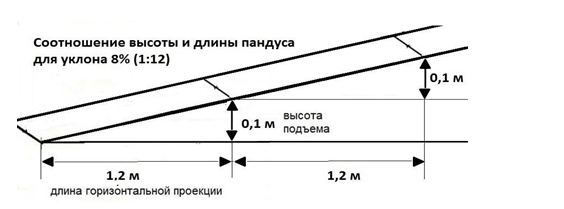 Соотношение высоты и длины пандуса
для уклона 8% (1:12)
0,1 м
0,1 м
высота
подъема
1,2 м
1,2 м
длина горизо́нтальной проекции